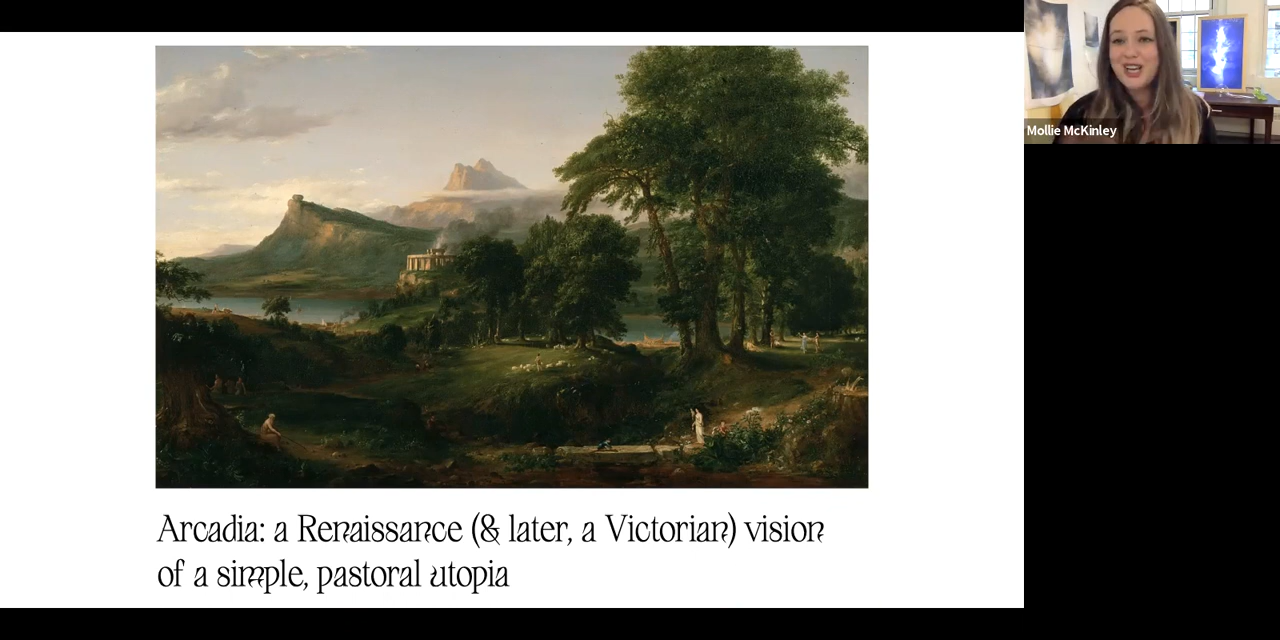 Mollie McKinley
Arcadia: a Renaissance (& later, a Victorian) vision
of a simple, pastoral utopia